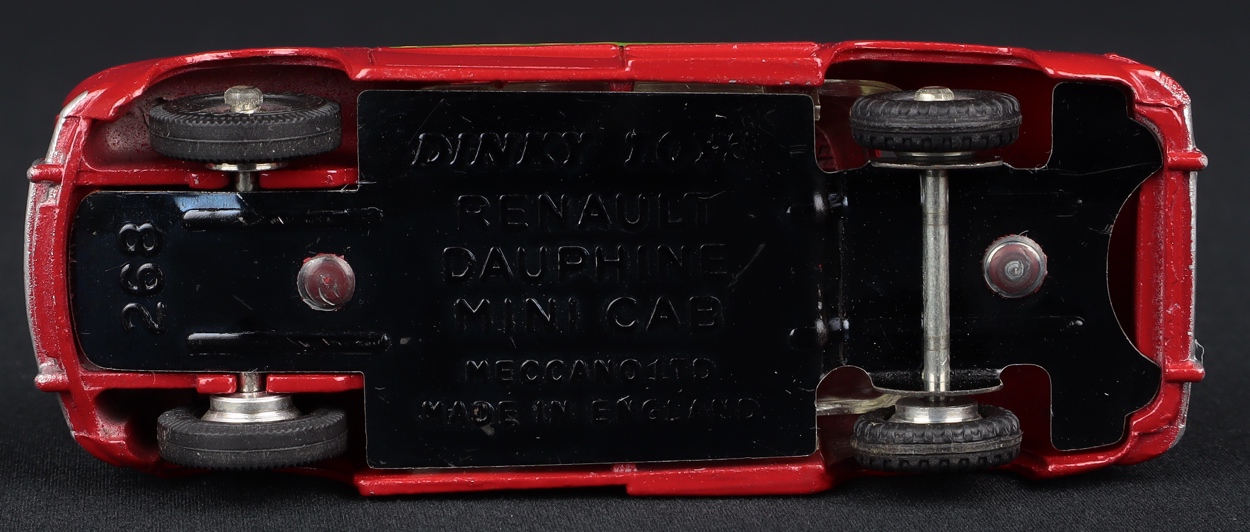 DINKY TOYS
RENAULT
DAUPHINE
MINI CAB
MECCANO LTD
MADE IN ENGLAND
268